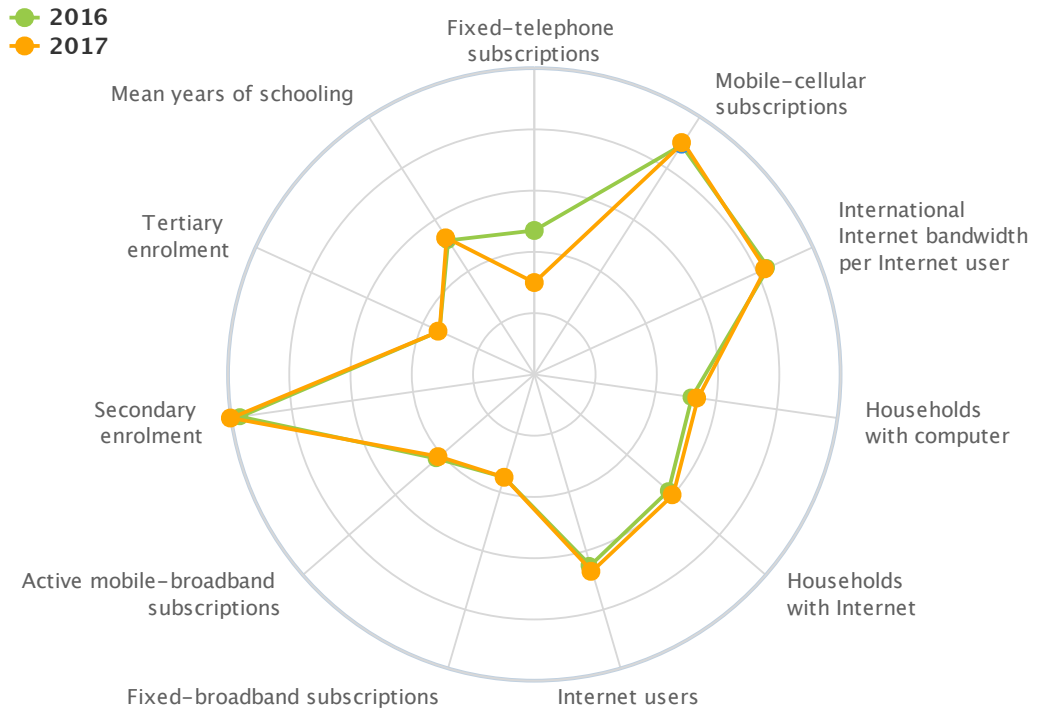 2016
2017
Fixed-telephone
subscriptions
Mobile-cellular
subscriptions
International
Internet bandwidth
per Internet user
Households
with computer
Households
with Internet
Internet users
Fixed-broadband subscriptions
Active mobile-broadband
subscriptions
Secondary
enrolment
Tertiary
enrolment
Mean years of schooling